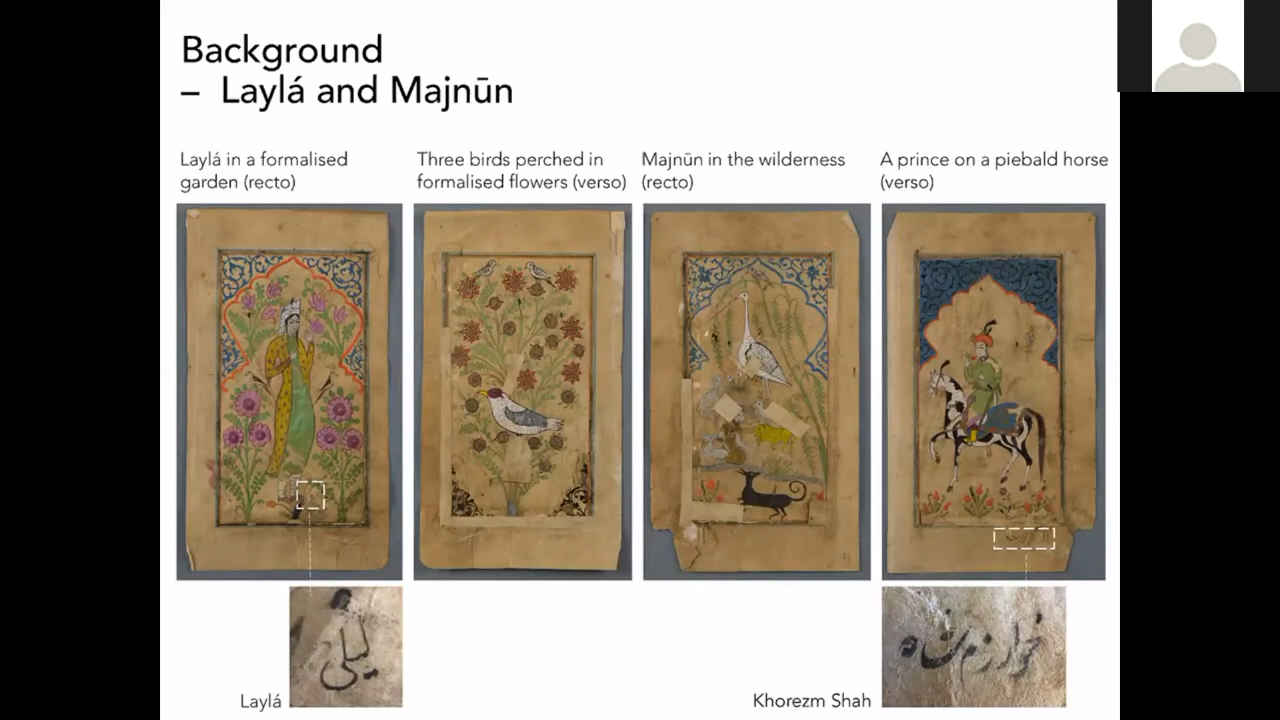 Background
– Laylá and Majnūn
Laylá in a formalised
garden (recto)
Three birds perched in
formalised flowers (verso)
Majnūn in the wilderness
(recto)
A prince on a piebald horse
(verso)
لیلی
Laylá
خوارزم شاه
Khorezm Shah